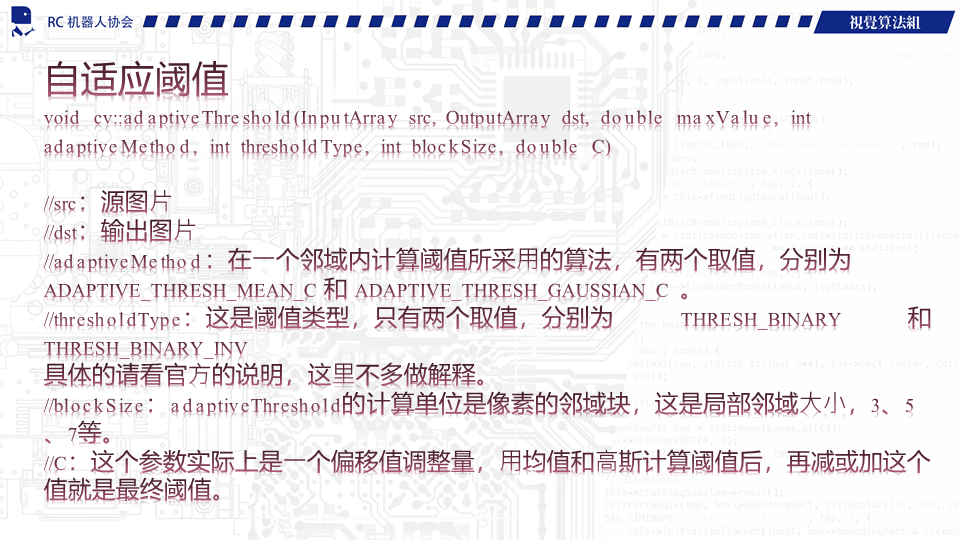 RC 机器人协会
視覺算法組
自适应阈值
void cv::adaptiveThreshold(InputArray src, OutputArray dst, double maxValue, int
adaptiveMethod, int thresholdType, int blockSize, double C)
//src：源图片
//dst：输出图片
//adaptiveMethod：在一个邻域内计算阈值所采用的算法，有两个取值，分别为
ADAPTIVE_THRESH_MEAN_C 和 ADAPTIVE_THRESH_GAUSSIAN_C 。
//thresholdType：这是阈值类型，只有两个取值，分别为 THRESH_BINARY 和
THRESH_BINARY_INV
具体的请看官方的说明，这里不多做解释。
//blockSize：adaptiveThreshold的计算单位是像素的邻域块，这是局部邻域大小，3、5
、7等。
//C：这个参数实际上是一个偏移值调整量，用均值和高斯计算阈值后，再减或加这个
值就是最终阈值。